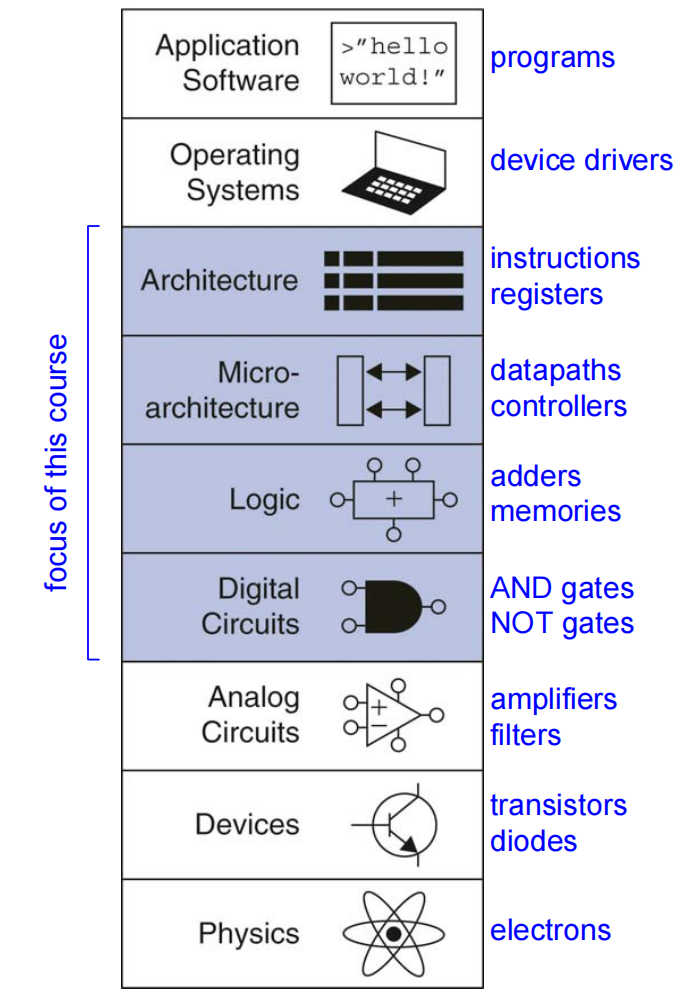 Application
Software
>"hello
world!"
programs
Operating
Systems
device drivers
focus of this course
Architecture
instructions
registers
Micro-
architecture
datapaths
controllers
Logic
+
adders
memories
Digital
Circuits
AND gates
NOT gates
Analog
Circuits
+
−
amplifiers
filters
Devices
transistors
diodes
Physics
electrons